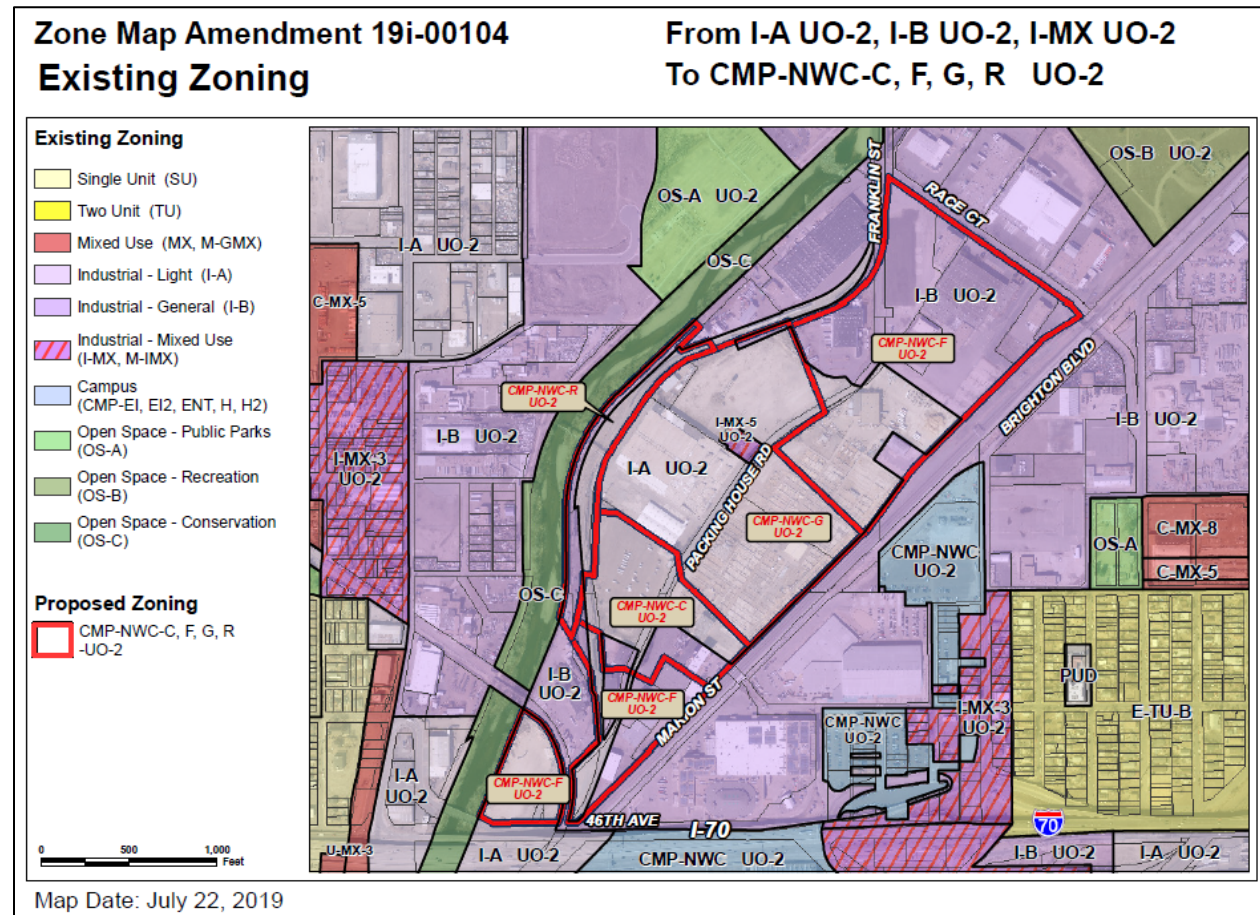 Zone Map Amendment 19i-00104
Existing Zoning
From I-A UO-2, I-B UO-2, I-MX UO-2
To CMP-NWC-C, F, G, R UO-2
Existing Zoning
Single Unit (SU)
Two Unit (TU)
Mixed Use (MX, M-GMX)
Industrial - Light (I-A)
Industrial - General (I-B)
Industrial - Mixed Use
(I-MX, M-IMX)
Campus
(CMP-EI, EI2, ENT, H, H2)
Open Space - Public Parks
(OS-A)
Open Space - Recreation
(OS-B)
Open Space - Conservation
(OS-C)
Proposed Zoning
CMP-NWC-C, F, G, R
-UO-2
0 500 1,000
Feet
OS-B UO-2
OS-A UO-2
FRANKLIN ST
RACE CT
I-A UO-2
OS-C
C-MX-5
I-B UO-2
CMP-NWC-F
UO-2
BRIGHTON BLVD
CMP-NWC-R
UO-2
I-B UO-2
I-MX-5
UO-2
I-B UO-2
I-MX-3
UO-2
I-A UO-2
PACKING HOUSE RD
CMP-NWC-G
UO-2
C-MX-8
OS-A
C-MX-5
CMP-NWC
UO-2
OS-C
CMP-NWC-C
UO-2
I-B
UO-2
CMP-NWC-F
UO-2
MARION ST
PUD
I-MX-3
UO-2
E-TU-B
CMP-NWC
UO-2
I-A
UO-2
CMP-NWC-F
UO-2
46TH AVE
I-70
70
U-MX-3
I-A UO-2
CMP-NWC UO-2
I-B UO-2
I-A UO-2
Map Date: July 22, 2019